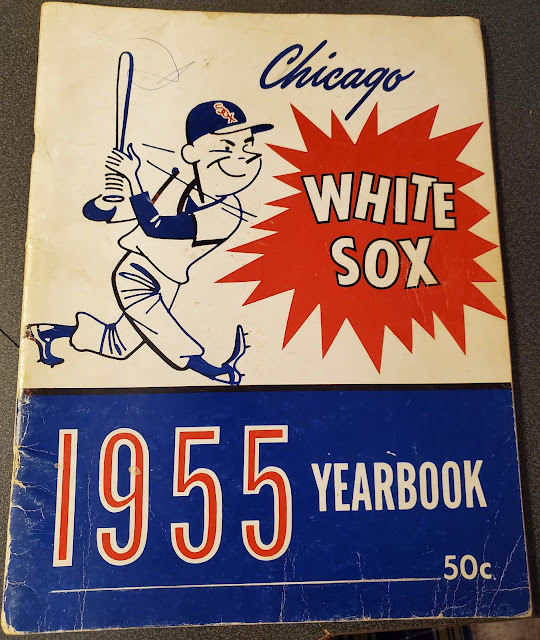 Chicago
SOX
WHITE
SOX
1955 YEARBOOK
50c